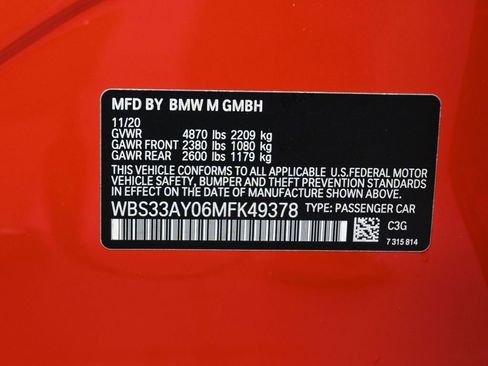 MFD BY BMW M GMBH
11/20
GVWR 4870 lbs 2209 kg
GAWR FRONT 2380 lbs 1080 kg
GAWR REAR 2600 lbs 1179 kg
THIS VEHICLE CONFORMS TO ALL APPLICABLE U.S.FEDERAL MOTOR
VEHICLE SAFETY, BUMPER AND THEFT PREVENTION STANDARDS
IN EFFECT ON THE DATE OF MANUFACTURE SHOWN ABOVE.
WBS33AY06MFK49378 TYPE: PASSENGER CAR
C3G
7 315 814